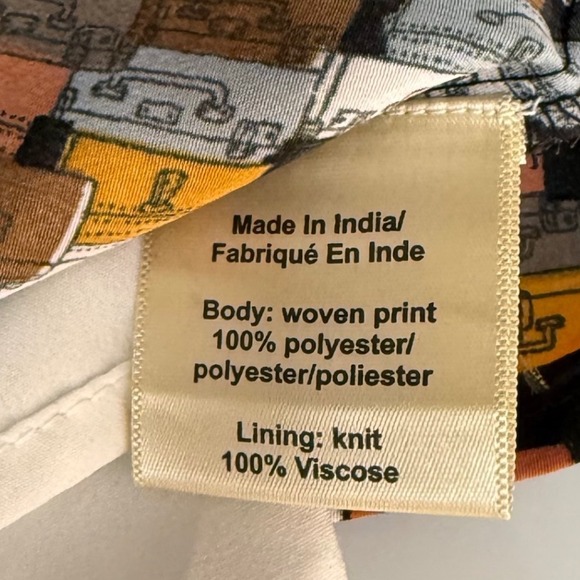 Made In India/
Fabriqué En Inde
Body: woven print
100% polyester/
polyester/poliester
Lining: knit
100% Viscose